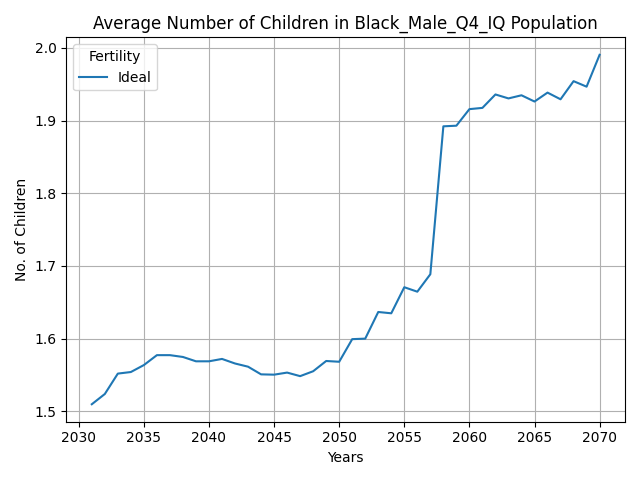 Average Number of Children in Black_Male_Q4_IQ Population
Fertility
Ideal
No. of Children
2.0
1.9
1.8
1.7
1.6
1.5
2030 2035 2040 2045 2050 2055 2060 2065 2070
Years